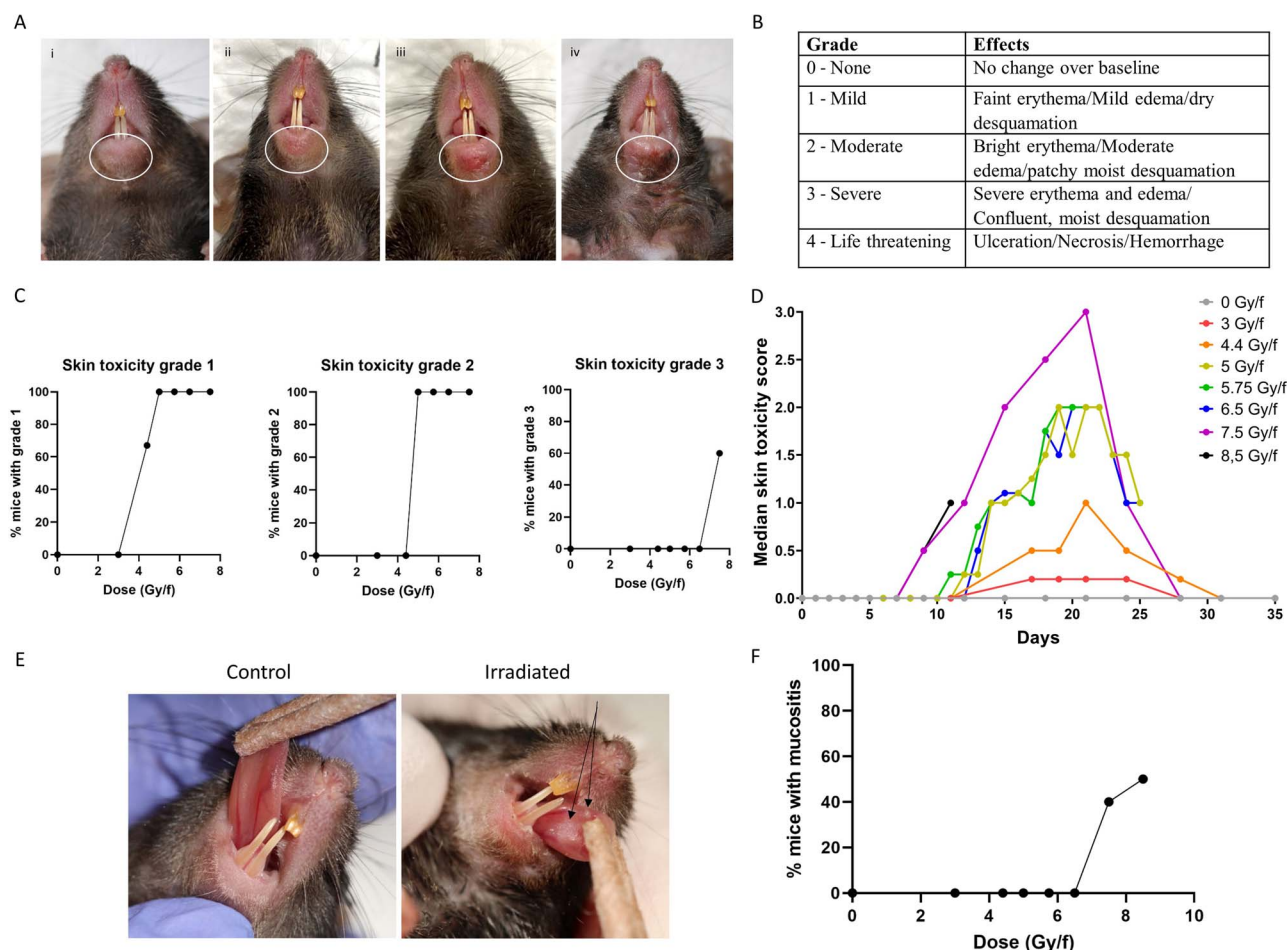 A
i
ii
iii
iv
B
Grade Effects
0 - None No change over baseline
1 - Mild Faint erythema/Mild edema/dry
desquamation
2 - Moderate Bright erythema/Moderate
edema/patchy moist desquamation
3 - Severe Severe erythema and edema/
Confluent, moist desquamation
4 - Life threatening Ulceration/Necrosis/Hemorrhage
C
Skin toxicity grade 1
% mice with grade 1
100
80
60
40
20
0
0 2 4 6 8
Dose (Gy/f)
Skin toxicity grade 2
% mice with grade 2
100
80
60
40
20
0
0 2 4 6 8
Dose (Gy/f)
Skin toxicity grade 3
% mice with grade 3
100
80
60
40
20
0
0 2 4 6 8
Dose (Gy/f)
D
Median skin toxicity score
3.0
2.5
2.0
1.5
1.0
0.5
0.0
0 5 10 15 20 25 30 35
Days
0 Gy/f
3 Gy/f
4.4 Gy/f
5 Gy/f
5.75 Gy/f
6.5 Gy/f
7.5 Gy/f
8,5 Gy/f
E
Control
Irradiated
F
% mice with mucositis
100
80
60
40
20
0
0 2 4 6 8 10
Dose (Gy/f)